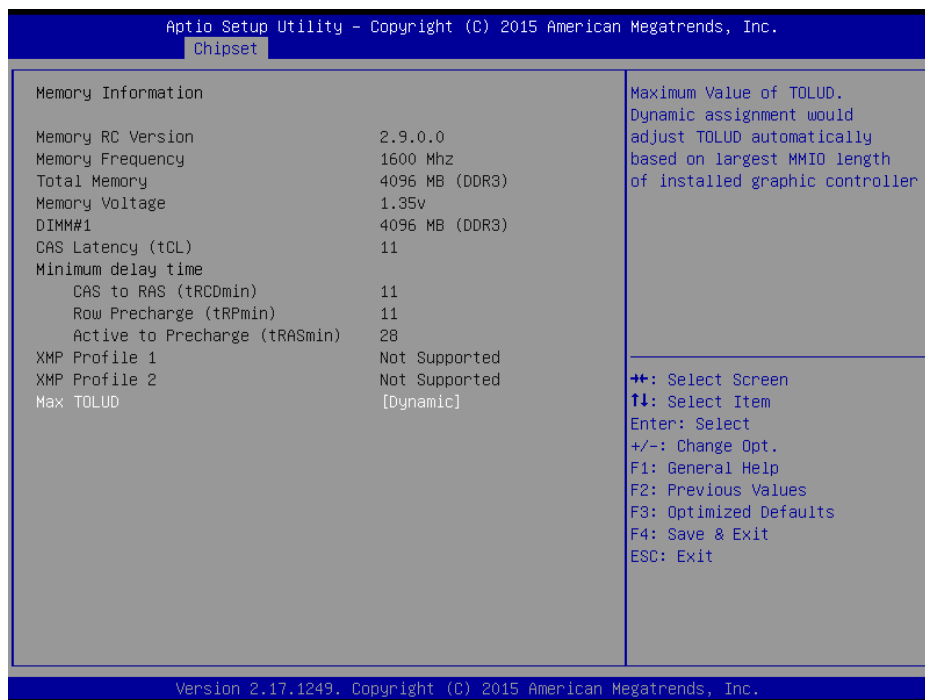 Aptio Setup Utility – Copyright (C) 2015 American Megatrends, Inc.
Chipset
Memory Information
Memory RC Version 2.9.0.0
Memory Frequency 1600 Mhz
Total Memory 4096 MB (DDR3)
Memory Voltage 1.35v
DIMM#1 4096 MB (DDR3)
CAS Latency (tCL) 11
Minimum delay time
CAS to RAS (tRCDmin) 11
Row Precharge (tRPmin) 11
Active to Precharge (tRASmin) 28
XMP Profile 1 Not Supported
XMP Profile 2 Not Supported
Max TOLUD [Dynamic]
Maximum Value of TOLUD.
Dynamic assignment would
adjust TOLUD automatically
based on largest MMIO length
of installed graphic controller
→←: Select Screen
↑↓: Select Item
Enter: Select
+/-: Change Opt.
F1: General Help
F2: Previous Values
F3: Optimized Defaults
F4: Save & Exit
ESC: Exit
Version 2.17.1249. Copyright (C) 2015 American Megatrends, Inc.